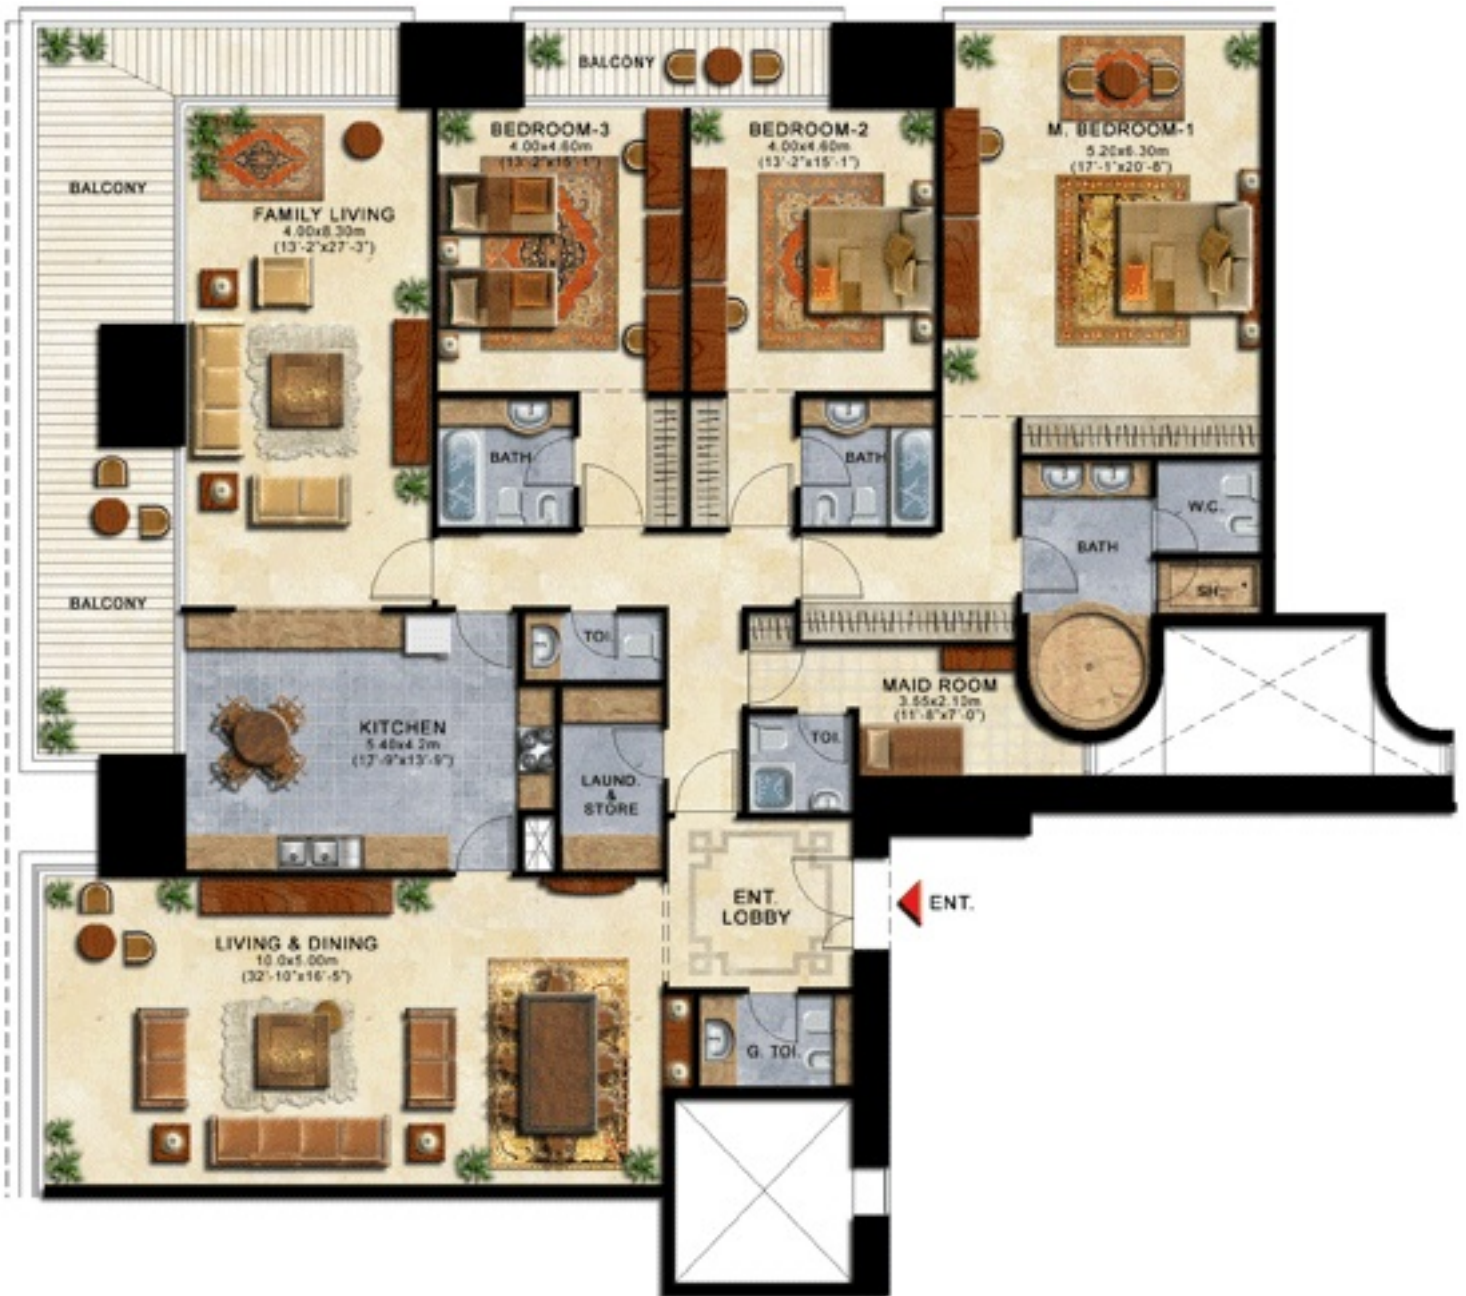 BALCONY
BEDROOM-3
4.00x4.60m
(13'-2"x15'-1")
BEDROOM-2
4.00x4.60m
(13'-2"x15'-1")
M. BEDROOM-1
5.20x6.30m
(17'-1"x20'-8")
BALCONY
FAMILY LIVING
4.00x8.30m
(13'-2"x27'-3")
BATH
BATH
W.C.
BATH
SH.
BALCONY
TOI.
MAID ROOM
3.55x2.10m
(11'-8"x7'-0")
KITCHEN
5.40x4.2m
(17'-9"x13'-9")
TOI.
LAUND.
&
STORE
ENT.
LOBBY
ENT.
LIVING & DINING
10.0x5.00m
(32'-10"x16'-5")
G. TOI.